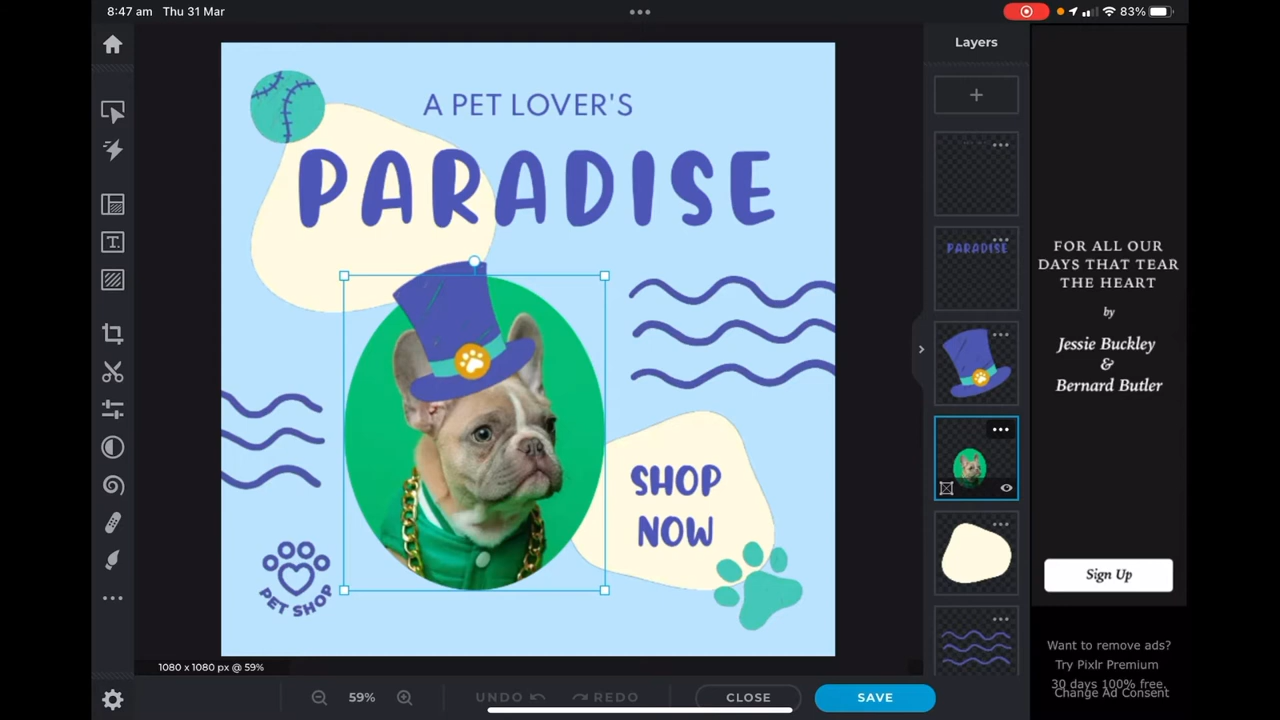 8:47 am Thu 31 Mar
83%
Layers
A PET LOVER'S
PARADISE
SHOP
NOW
PET SHOP
PARADISE
FOR ALL OUR
DAYS THAT TEAR
THE HEART
by
Jessie Buckley
&
Bernard Butler
Sign Up
Want to remove ads?
Try Pixlr Premium
30 days 100% free.
Change Ad Consent
1080 x 1080 px @ 59%
59%
UNDO
REDO
CLOSE
SAVE